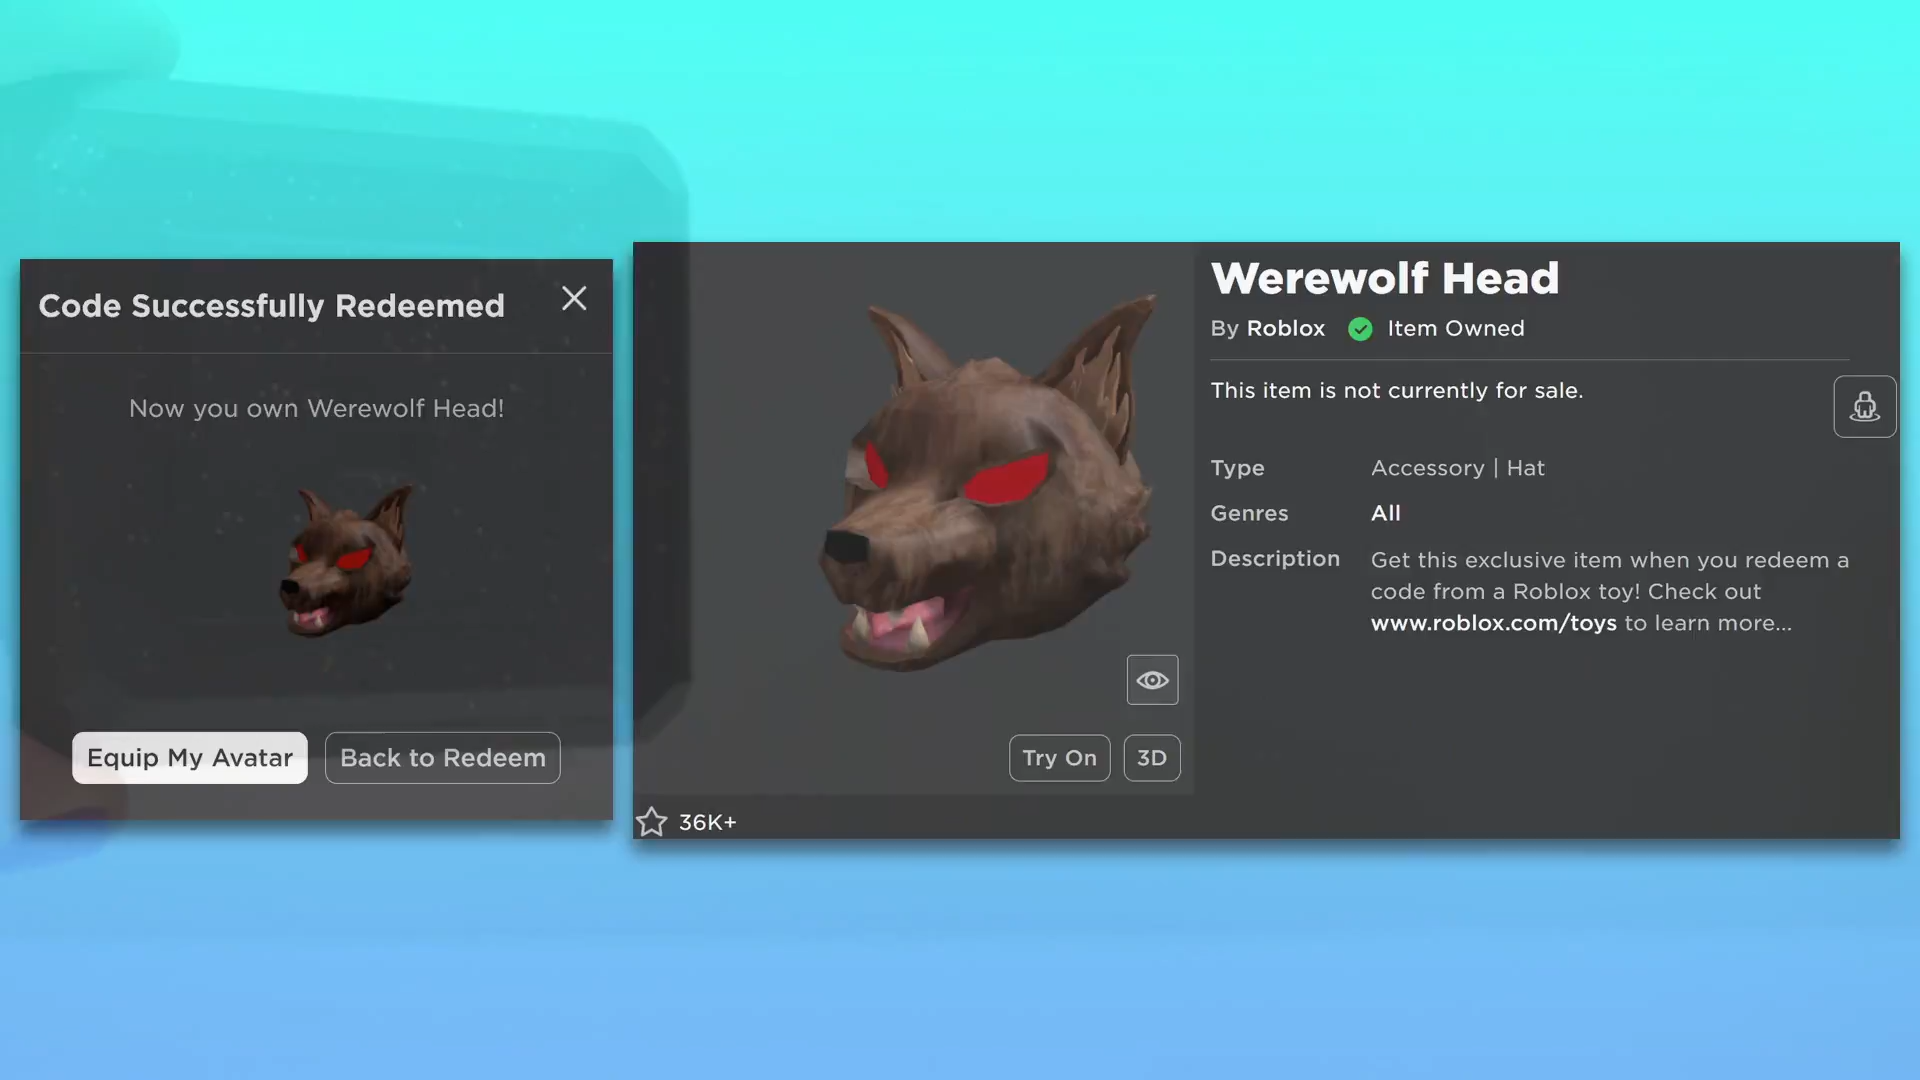 Code Successfully Redeemed
Now you own Werewolf Head!
Equip My Avatar
Back to Redeem
Werewolf Head
By Roblox Item Owned
This item is not currently for sale.
Type Accessory | Hat
Genres All
Description Get this exclusive item when you redeem a
code from a Roblox toy! Check out
www.roblox.com/toys to learn more...
Try On 3D
36K+